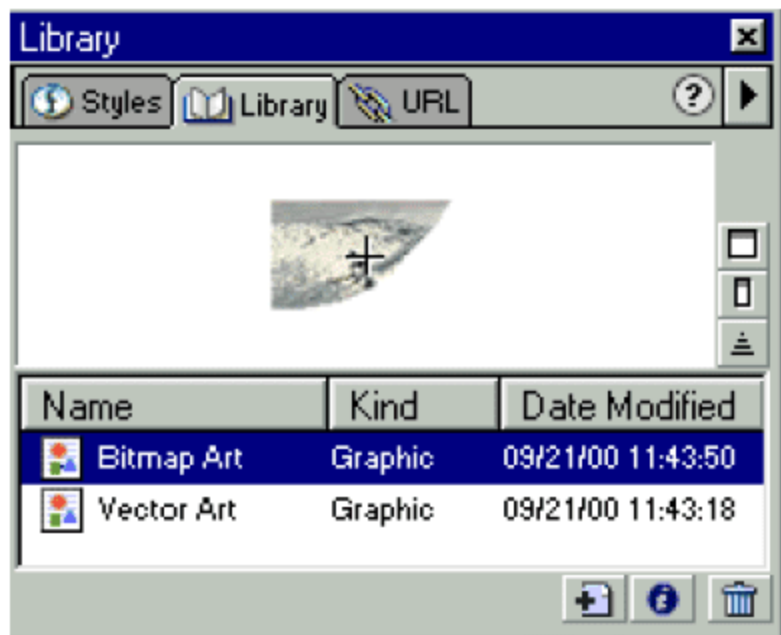 Library
Styles Library URL ?
Name Kind Date Modified
Bitmap Art Graphic 09/21/00 11:43:50
Vector Art Graphic 09/21/00 11:43:18